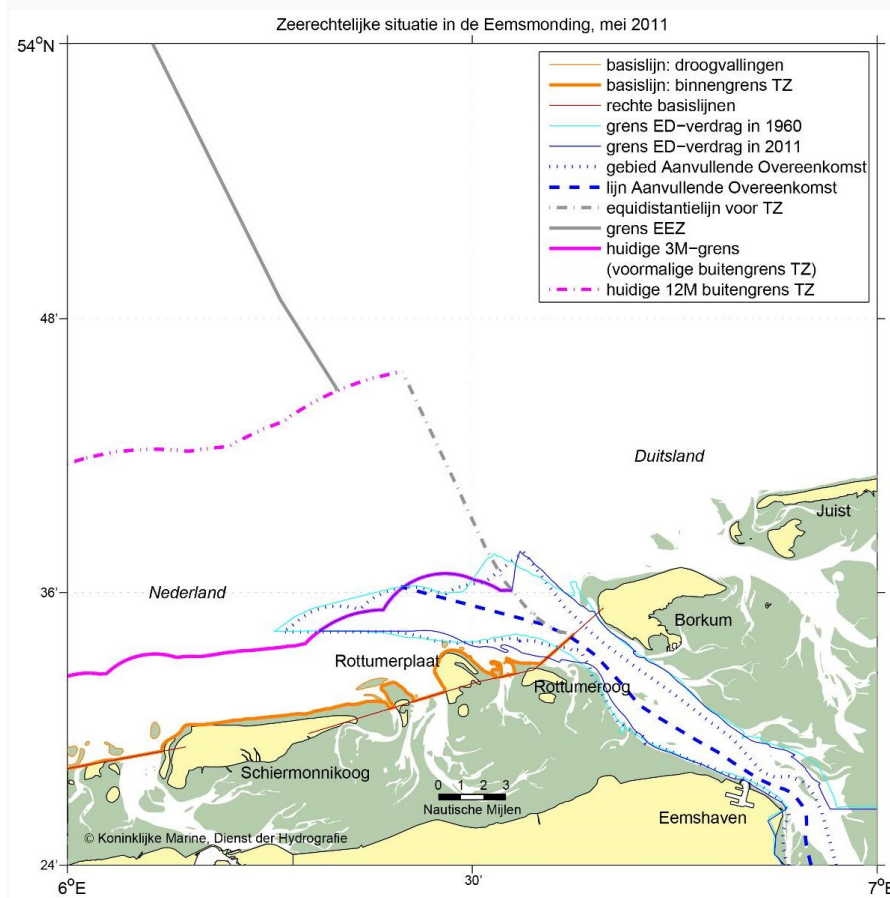 Zeerechtelijke situatie in de Eemsmonding, mei 2011
54°N
basislijn: droogvallingen
basislijn: binnengrens TZ
rechte basislijnen
grens ED-verdrag in 1960
grens ED-verdrag in 2011
gebied Aanvullende Overeenkomst
lijn Aanvullende Overeenkomst
equidistantielijn voor TZ
grens EEZ
huidige 3M-grens
(voormalige buitengrens TZ)
huidige 12M buitengrens TZ
48'
Duitsland
Juist
36'
Nederland
Borkum
Rottumerplaat
Rottumeroog
Schiermonnikoog
0 1 2 3
Nautische Mijlen
Eemshaven
© Koninklijke Marine, Dienst der Hydrografie
24'
6°E
30'
7°E